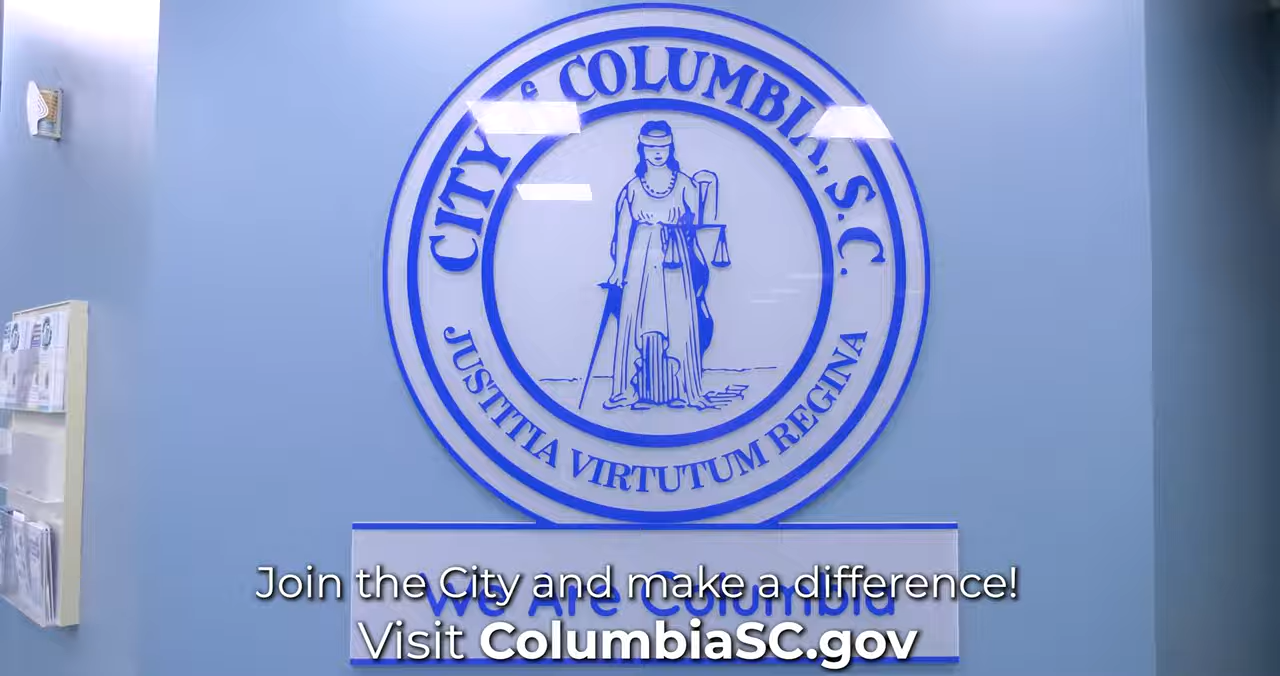 CITY of COLUMBIA, S.C.
JUSTITIA VIRTUTUM REGINA
We Are Columbia
Join the City and make a difference!
Visit ColumbiaSC.gov